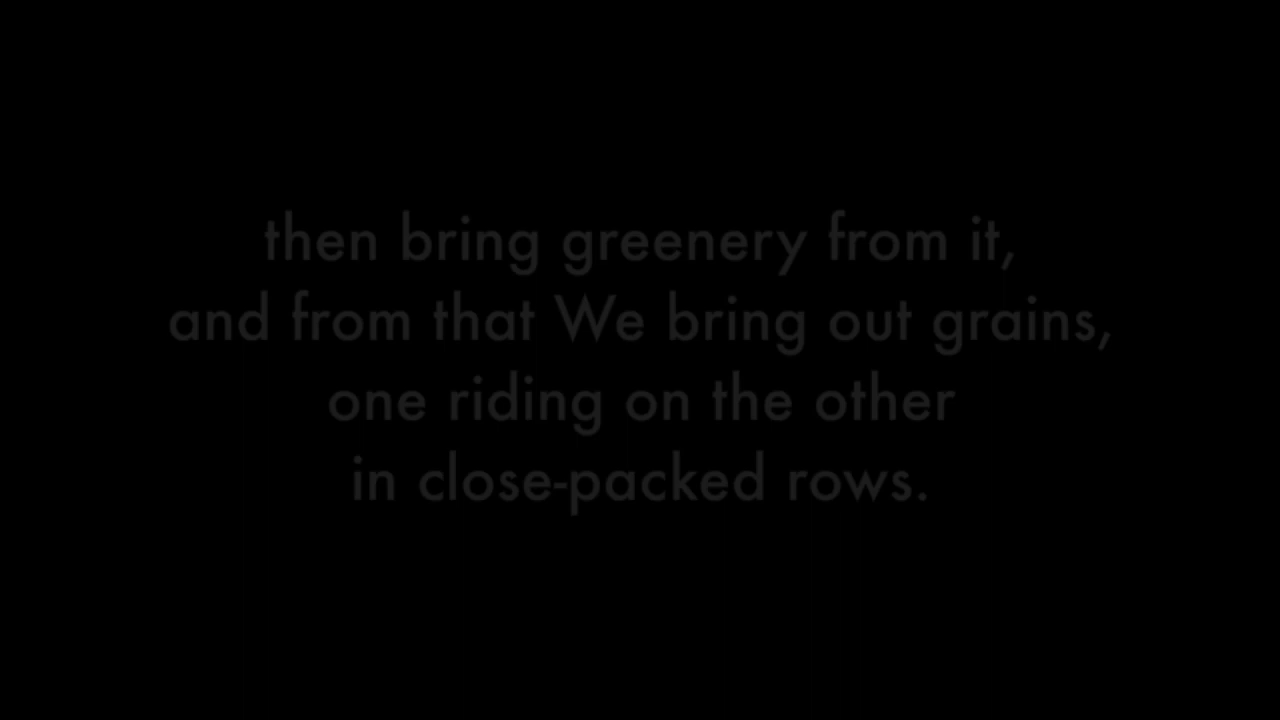 then bring greenery from it,
and from that We bring out grains,
one riding on the other
in close-packed rows.